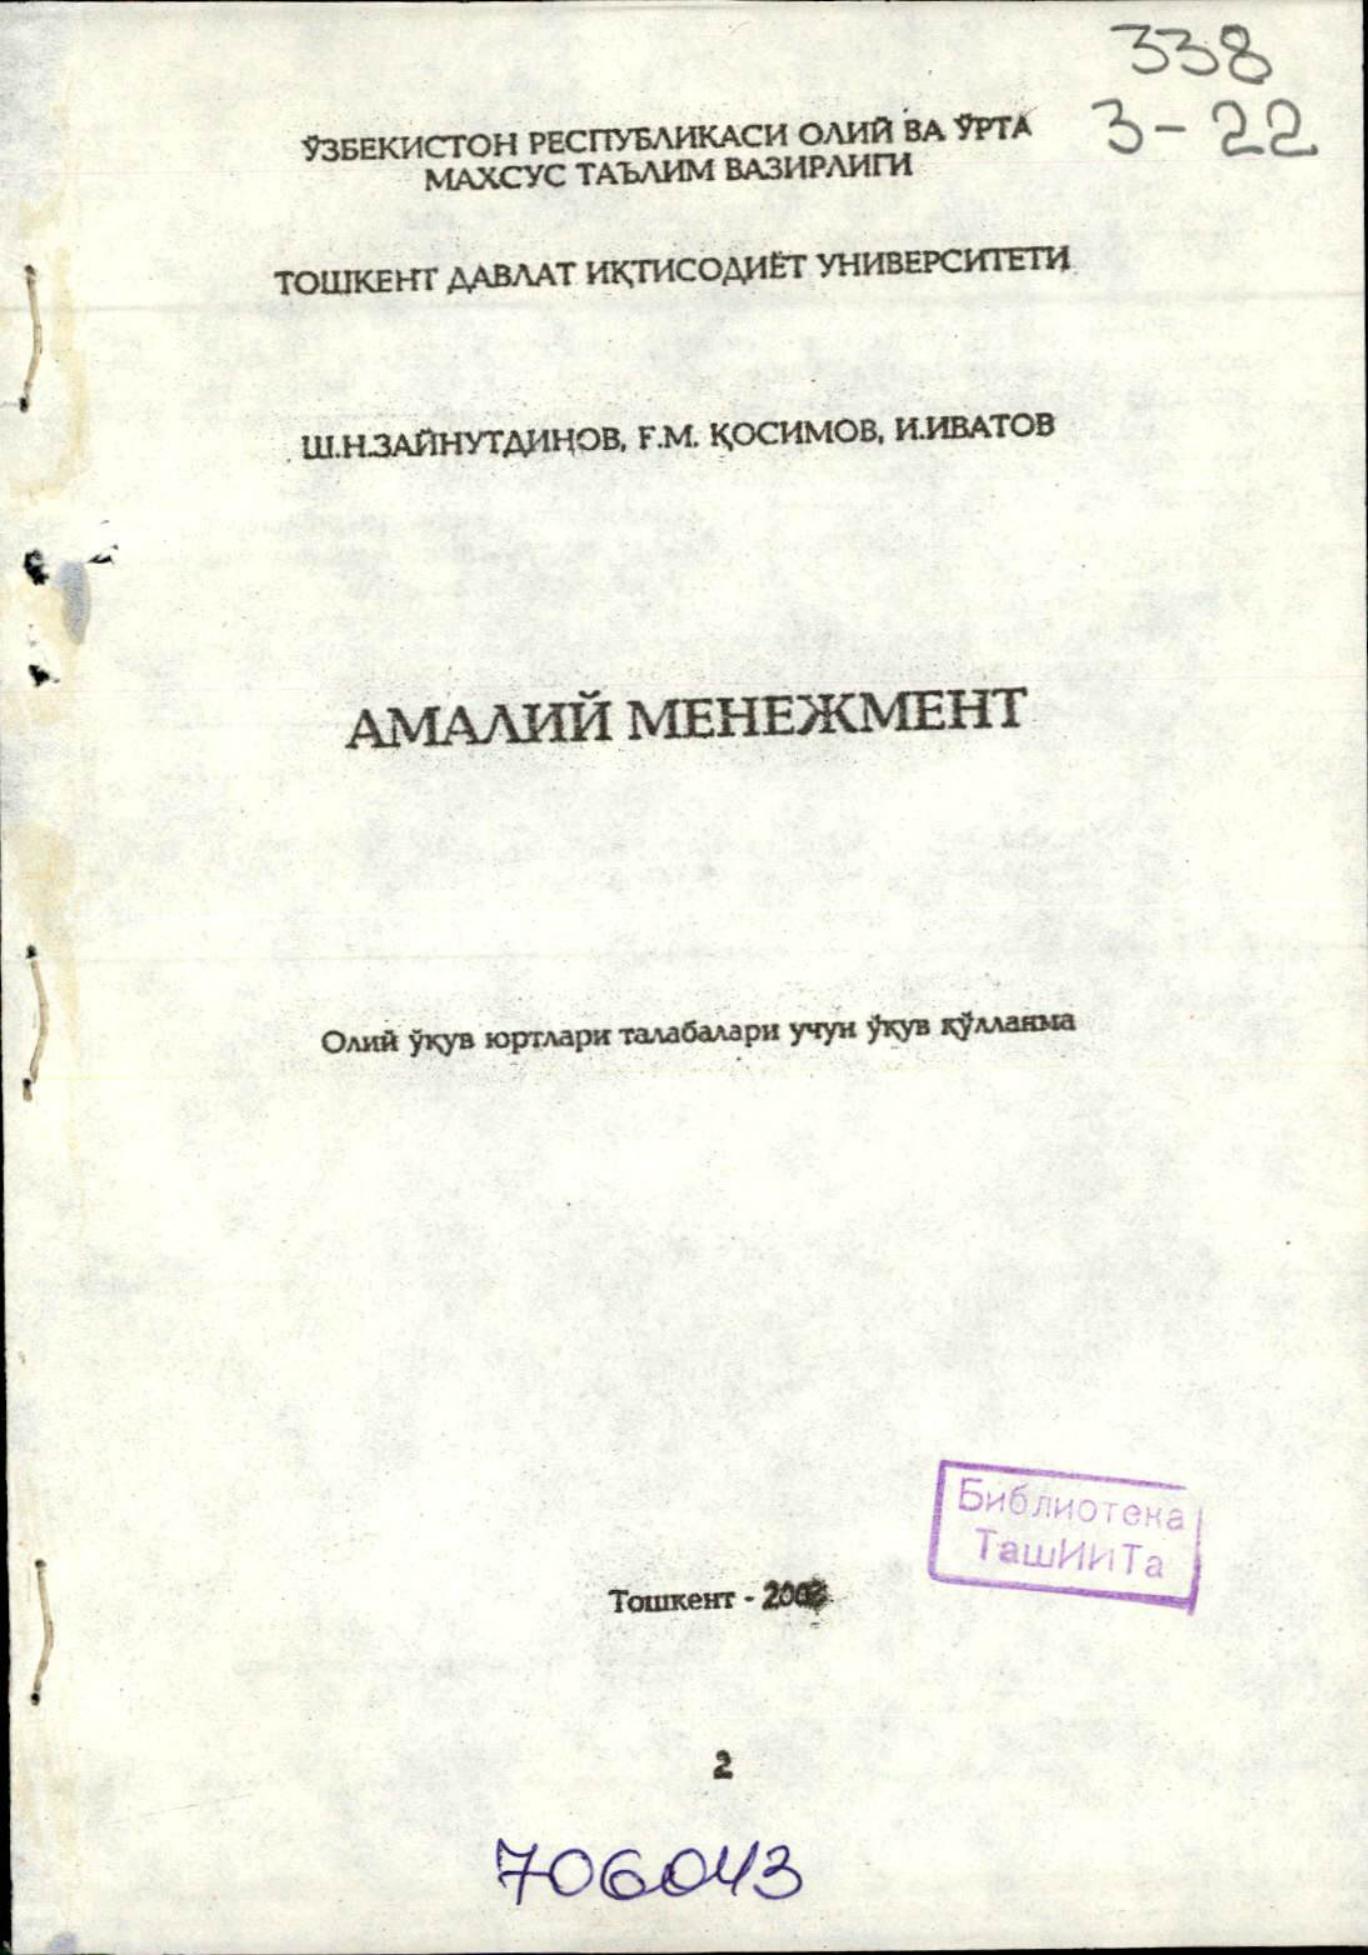 338
З-22
ЎЗБЕКИСТОН РЕСПУБЛИКАСИ ОЛИЙ ВА ЎРТА
МАХСУС ТАЪЛИМ ВАЗИРЛИГИ
ТОШКЕНТ ДАВЛАТ ИҚТИСОДИЁТ УНИВЕРСИТЕТИ
Ш.Н.ЗАЙНУТДИНОВ, Ғ.М. ҚОСИМОВ, И.ИВАТОВ
АМАЛИЙ МЕНЕЖМЕНТ
Олий ўқув юртлари талабалари учун ўқув қўлланма
Библиотека
ТашИИТа
Тошкент -
2
706043